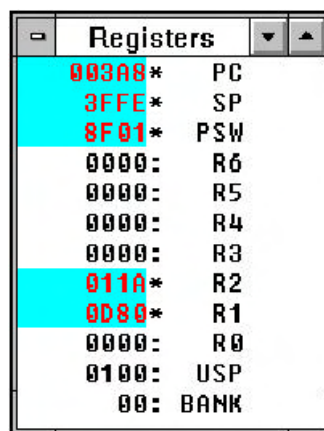 Registers
003A8* PC
3FFE* SP
8F01* PSW
0000: R6
0000: R5
0000: R4
0000: R3
011A* R2
0D80* R1
0000: R0
0100: USP
00: BANK